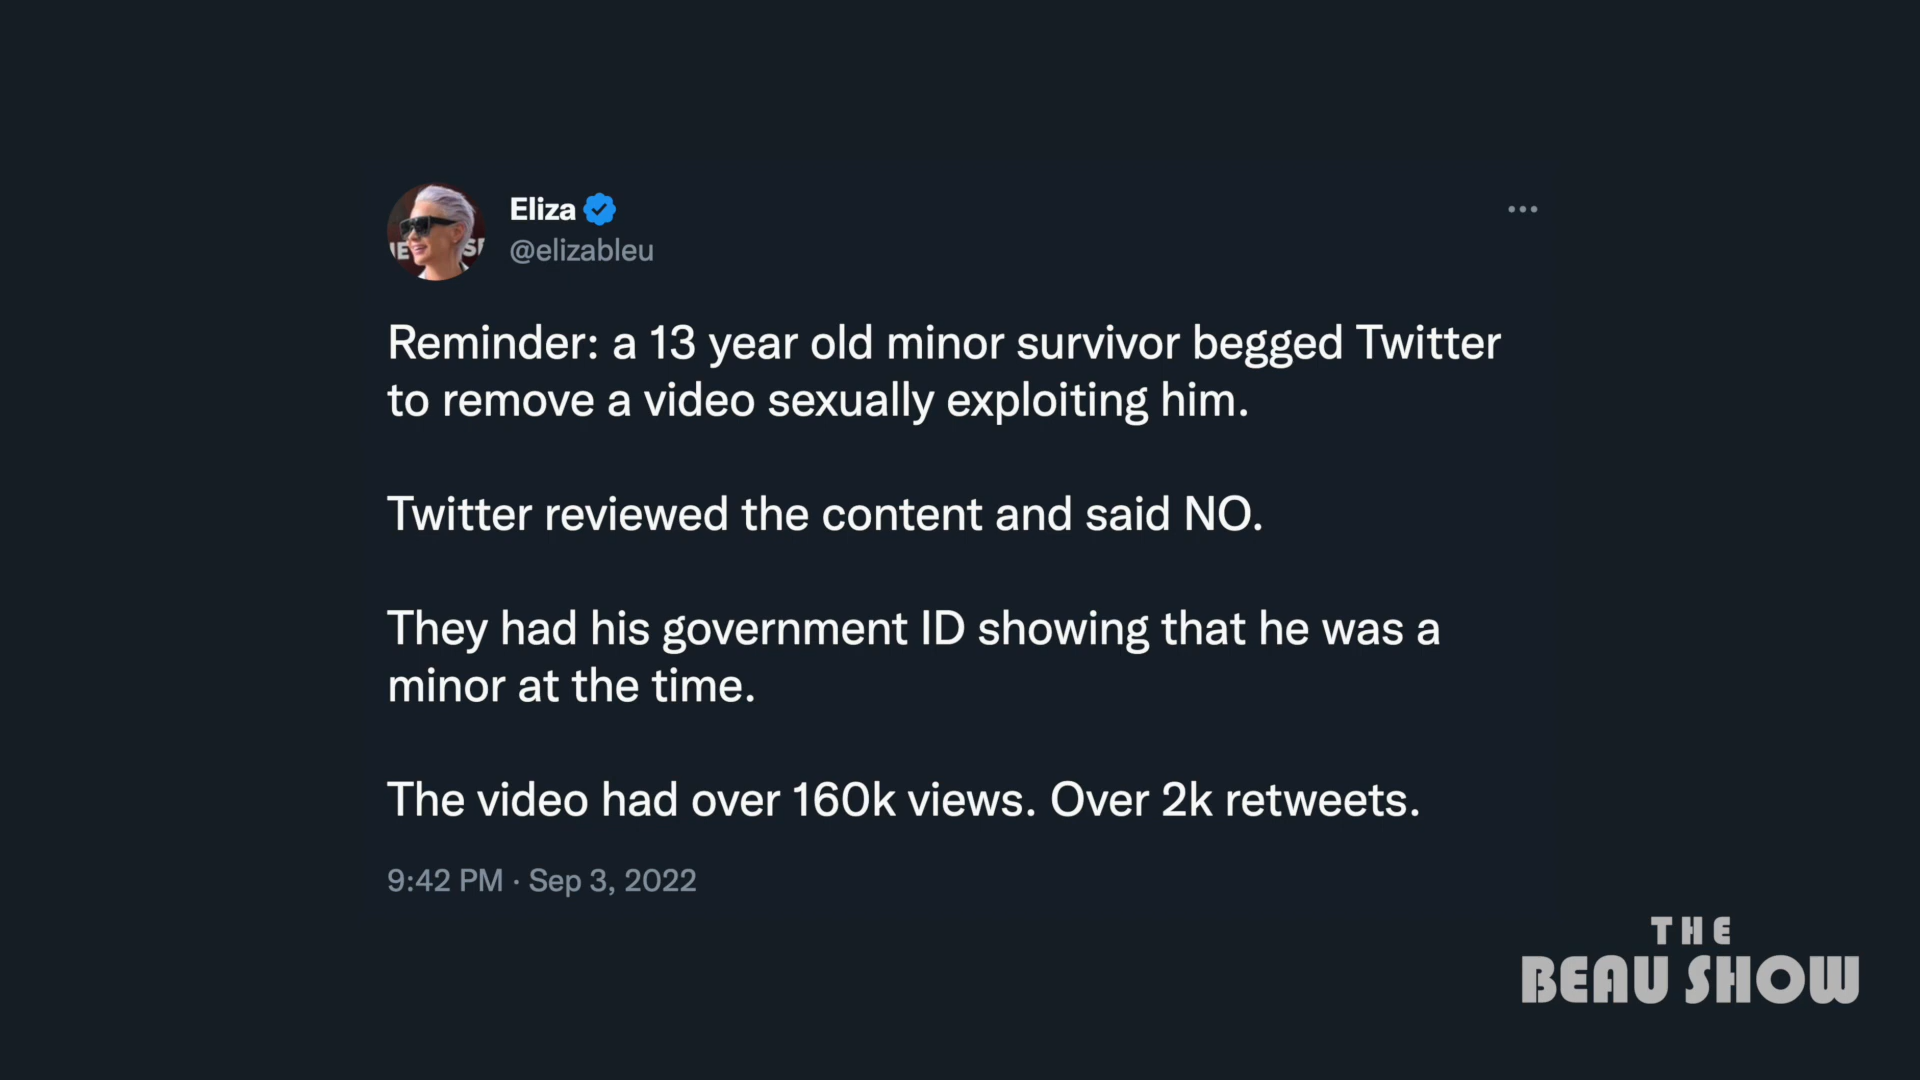 Eliza
@elizableu
Reminder: a 13 year old minor survivor begged Twitter
to remove a video sexually exploiting him.
Twitter reviewed the content and said NO.
They had his government ID showing that he was a
minor at the time.
The video had over 160k views. Over 2k retweets.
9:42 PM · Sep 3, 2022
THE
BEAU SHOW